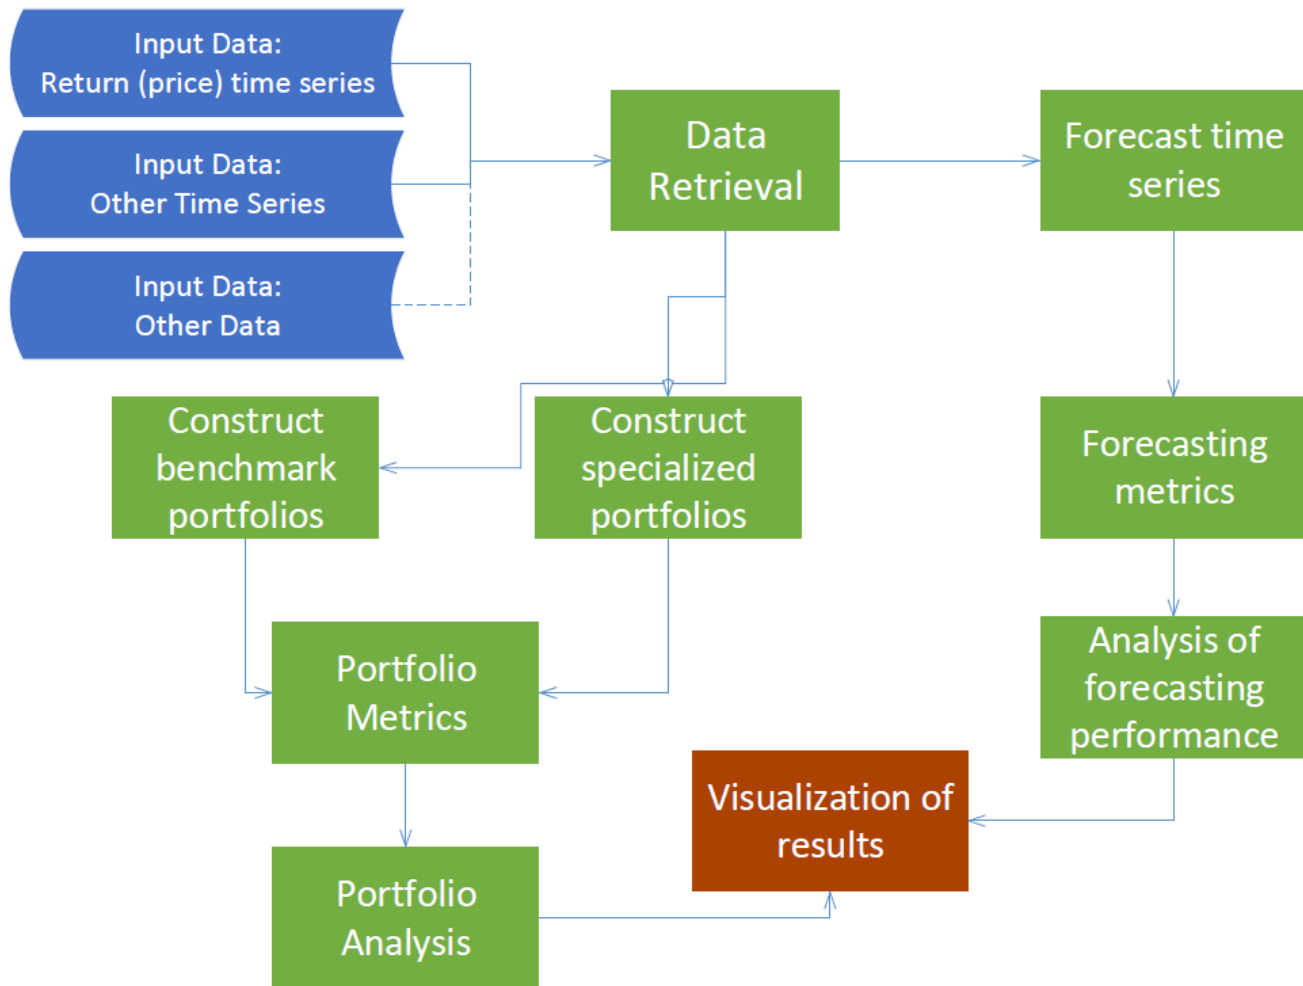 Input Data:
Return (price) time series
Input Data:
Other Time Series
Input Data:
Other Data
Data
Retrieval
Forecast time
series
Construct
benchmark
portfolios
Construct
specialized
portfolios
Forecasting
metrics
Portfolio
Metrics
Analysis of
forecasting
performance
Visualization of
results
Portfolio
Analysis